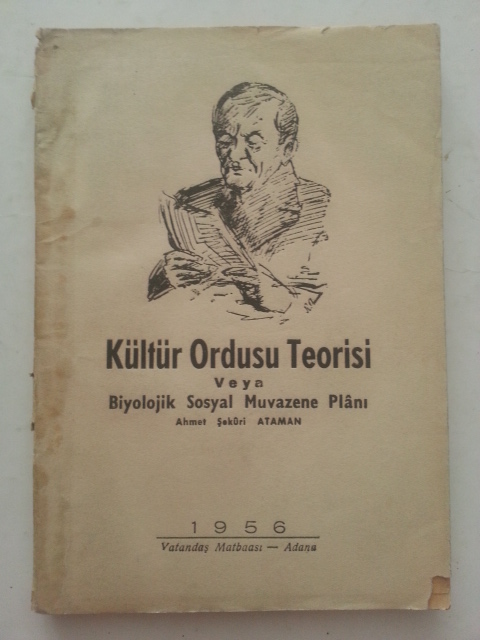 Kültür Ordusu Teorisi
Veya
Biyolojik Sosyal Muvazene Plânı
Ahmet Şekûri ATAMAN
1956
Vatandaş Matbaası — Adana